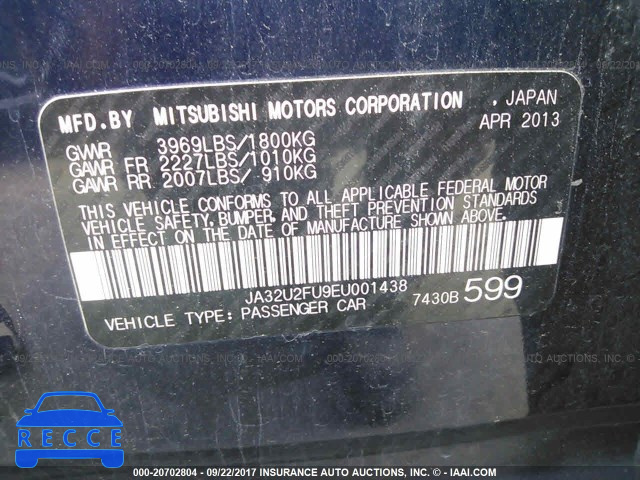 MFD.BY MITSUBISHI MOTORS CORPORATION , JAPAN
APR 2013
GVWR 3969LBS/1800KG
GAWR FR 2227LBS/1010KG
GAWR RR 2007LBS/ 910KG
THIS VEHICLE CONFORMS TO ALL APPLICABLE FEDERAL MOTOR
VEHICLE SAFETY, BUMPER, AND THEFT PREVENTION STANDARDS
IN EFFECT ON THE DATE OF MANUFACTURE SHOWN ABOVE.
JA32U2FU9EU001438
VEHICLE TYPE: PASSENGER CAR 7430B 599
RECCE
000-20702804 - 09/22/2017 INSURANCE AUTO AUCTIONS, INC. - IAAI.COM